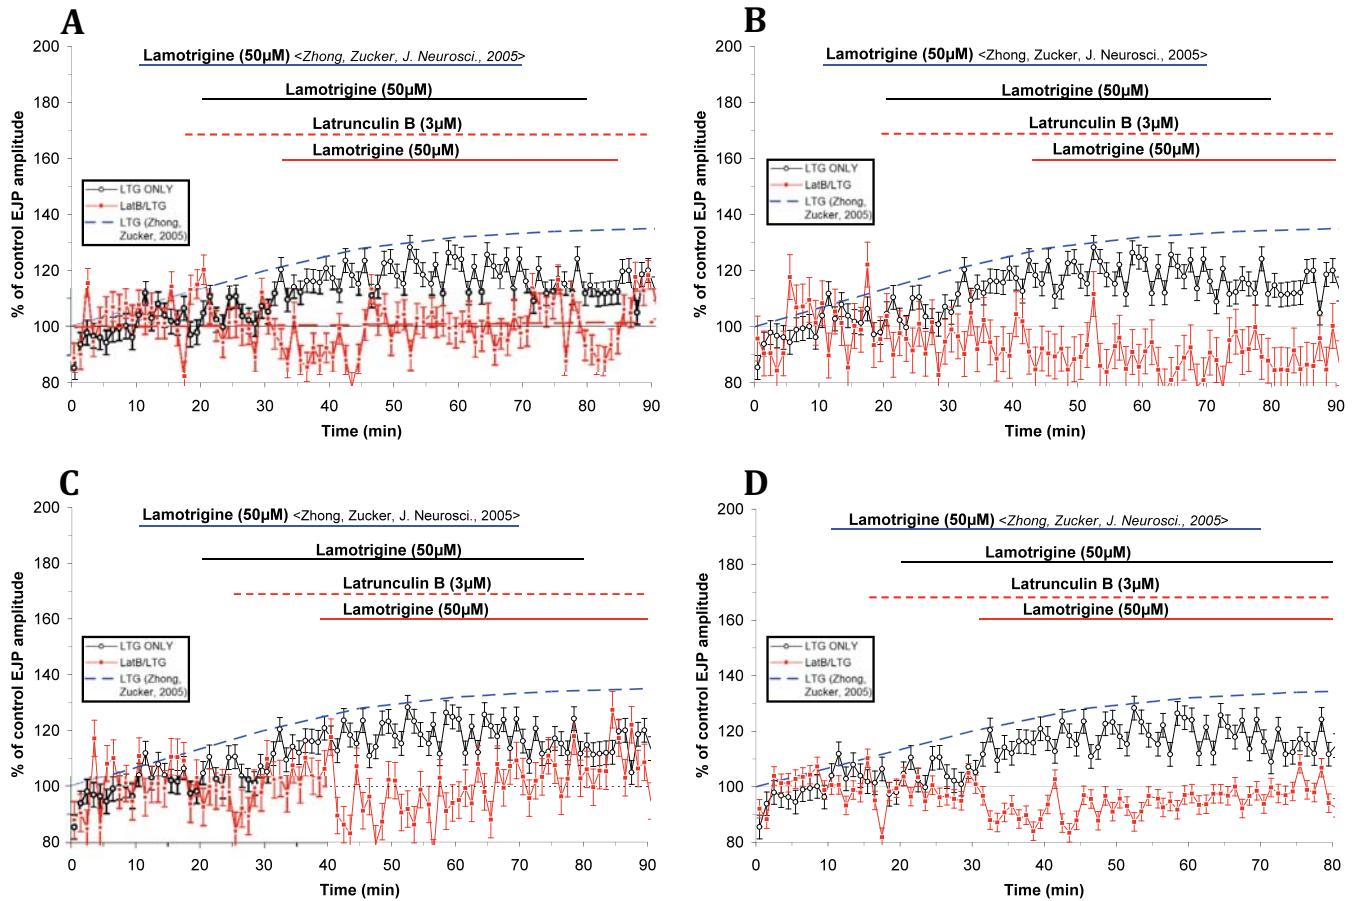 A
Lamotrigine (50µM) <Zhong, Zucker, J. Neurosci., 2005>
Lamotrigine (50µM)
Latrunculin B (3µM)
Lamotrigine (50µM)
LTG ONLY
LatB/LTG
LTG (Zhong,
Zucker, 2005)
% of control EJP amplitude
200
180
160
140
120
100
80
0 10 20 30 40 50 60 70 80 90
Time (min)
B
Lamotrigine (50µM) <Zhong, Zucker, J. Neurosci., 2005>
Lamotrigine (50µM)
Latrunculin B (3µM)
Lamotrigine (50µM)
LTG ONLY
LatB/LTG
LTG (Zhong,
Zucker, 2005)
% of control EJP amplitude
200
180
160
140
120
100
80
0 10 20 30 40 50 60 70 80 90
Time (min)
C
Lamotrigine (50µM) <Zhong, Zucker, J. Neurosci., 2005>
Lamotrigine (50µM)
Latrunculin B (3µM)
Lamotrigine (50µM)
LTG ONLY
LatB/LTG
LTG (Zhong,
Zucker, 2005)
% of control EJP amplitude
200
180
160
140
120
100
80
0 10 20 30 40 50 60 70 80 90
Time (min)
D
Lamotrigine (50µM) <Zhong, Zucker, J. Neurosci., 2005>
Lamotrigine (50µM)
Latrunculin B (3µM)
Lamotrigine (50µM)
LTG ONLY
LatB/LTG
LTG (Zhong,
Zucker, 2005)
% of control EJP amplitude
200
180
160
140
120
100
80
0 10 20 30 40 50 60 70 80
Time (min)